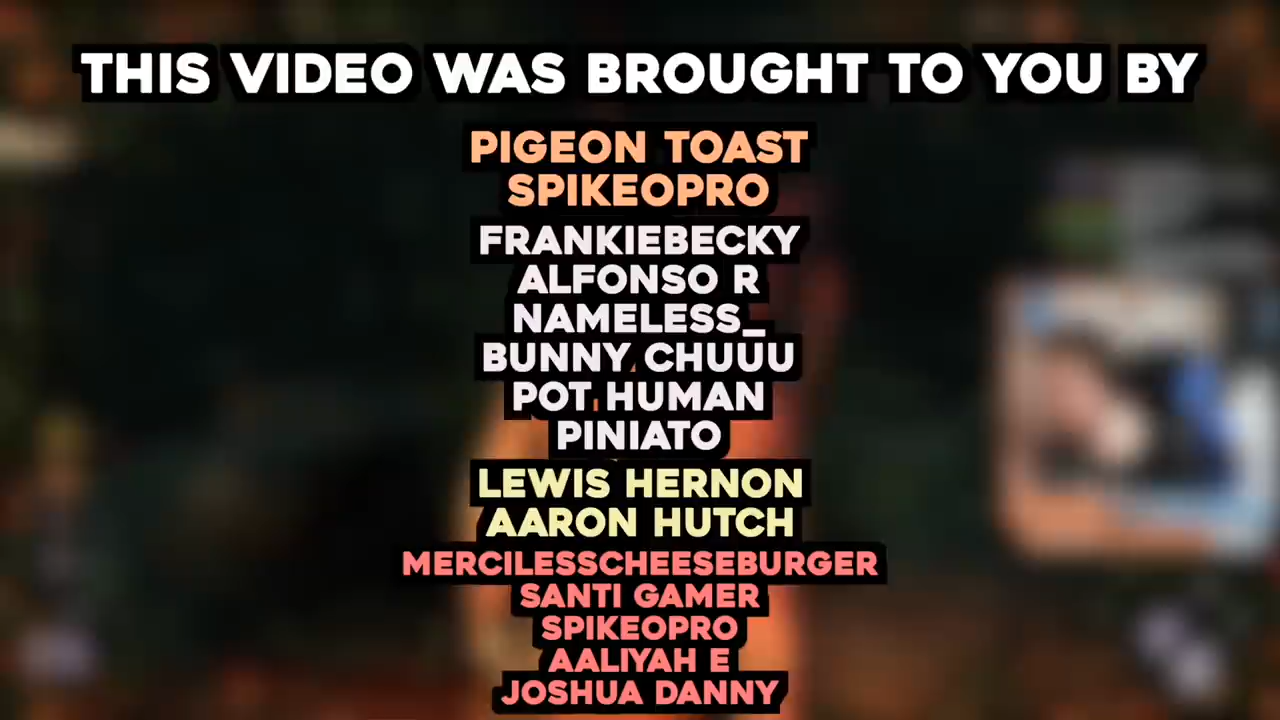 THIS VIDEO WAS BROUGHT TO YOU BY
PIGEON TOAST
SPIKEOPRO
FRANKIEBECKY
ALFONSO R
NAMELESS_
BUNNY CHUUU
POT HUMAN
PINIATO
LEWIS HERNON
AARON HUTCH
MERCILESSCHEESEBURGER
SANTI GAMER
SPIKEOPRO
AALIYAH E
JOSHUA DANNY